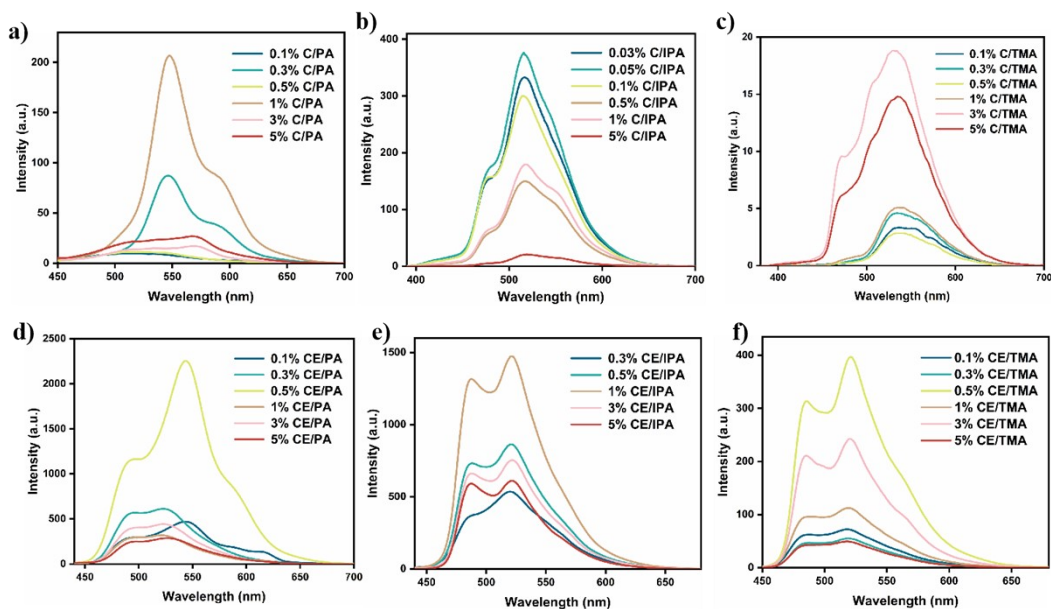 a)
200
150
100
50
0
Intensity (a.u.)
450 500 550 600 650 700
Wavelength (nm)
0.1% C/PA
0.3% C/PA
0.5% C/PA
1% C/PA
3% C/PA
5% C/PA
b)
400
300
200
100
0
Intensity (a.u.)
400 500 600 700
Wavelength (nm)
0.03% C/IPA
0.05% C/IPA
0.1% C/IPA
0.5% C/IPA
1% C/IPA
5% C/IPA
c)
20
15
10
5
0
Intensity (a.u.)
400 500 600 700
Wavelength (nm)
0.1% C/TMA
0.3% C/TMA
0.5% C/TMA
1% C/TMA
3% C/TMA
5% C/TMA
d)
2500
2000
1500
1000
500
0
Intensity (a.u.)
450 500 550 600 650 700
Wavelength (nm)
0.1% CE/PA
0.3% CE/PA
0.5% CE/PA
1% CE/PA
3% CE/PA
5% CE/PA
e)
1500
1000
500
0
Intensity (a.u.)
450 500 550 600 650
Wavelength (nm)
0.3% CE/IPA
0.5% CE/IPA
1% CE/IPA
3% CE/IPA
5% CE/IPA
f)
400
300
200
100
0
Intensity (a.u.)
450 500 550 600 650
Wavelength (nm)
0.1% CE/TMA
0.3% CE/TMA
0.5% CE/TMA
1% CE/TMA
3% CE/TMA
5% CE/TMA